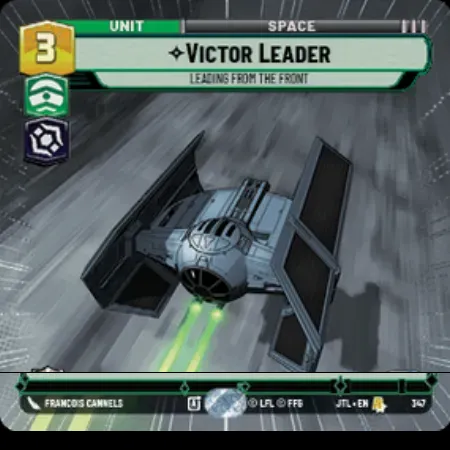 UNIT
SPACE
3
VICTOR LEADER
LEADING FROM THE FRONT
FRANCOIS CANNELS
© LFL © FFG
JTL • EN
347